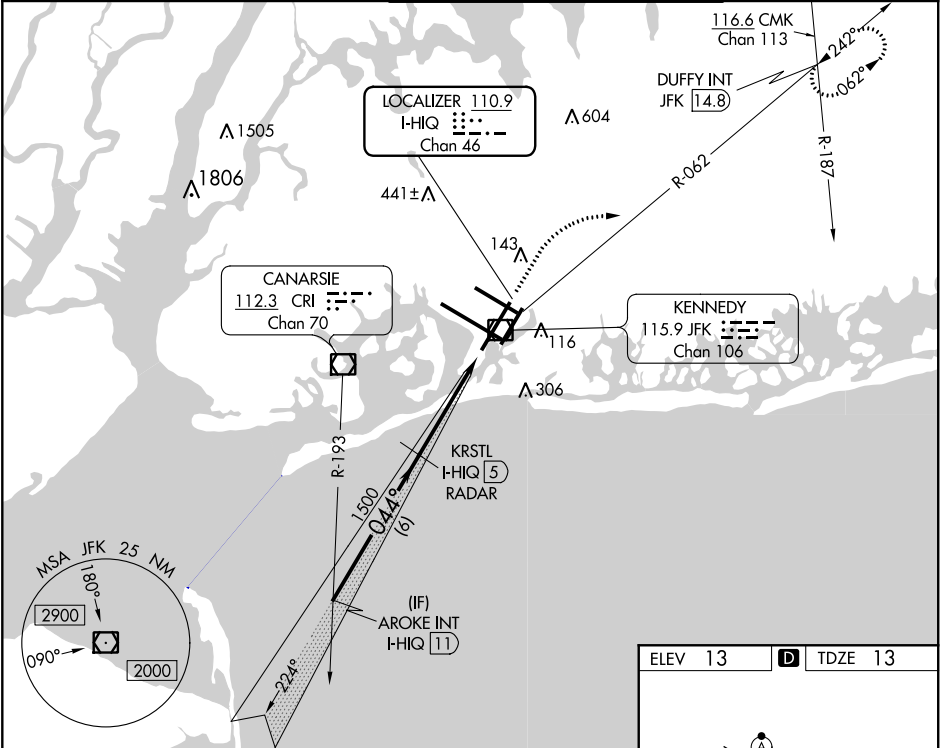 116.6 CMK
Chan 113
242°
062°
DUFFY INT
JFK 14.8
LOCALIZER 110.9
I-HIQ
Chan 46
604
1505
1806
441±
R-062
R-187
143
CANARSIE
112.3 CRI
Chan 70
KENNEDY
115.9 JFK
Chan 106
116
306
R-193
KRSTL
I-HIQ 5
RADAR
1500
044°
(6)
(IF)
AROKE INT
I-HIQ 11
224°
MSA JFK 25 NM
180°
2900
090°
2000
ELEV 13 D TDZE 13
A